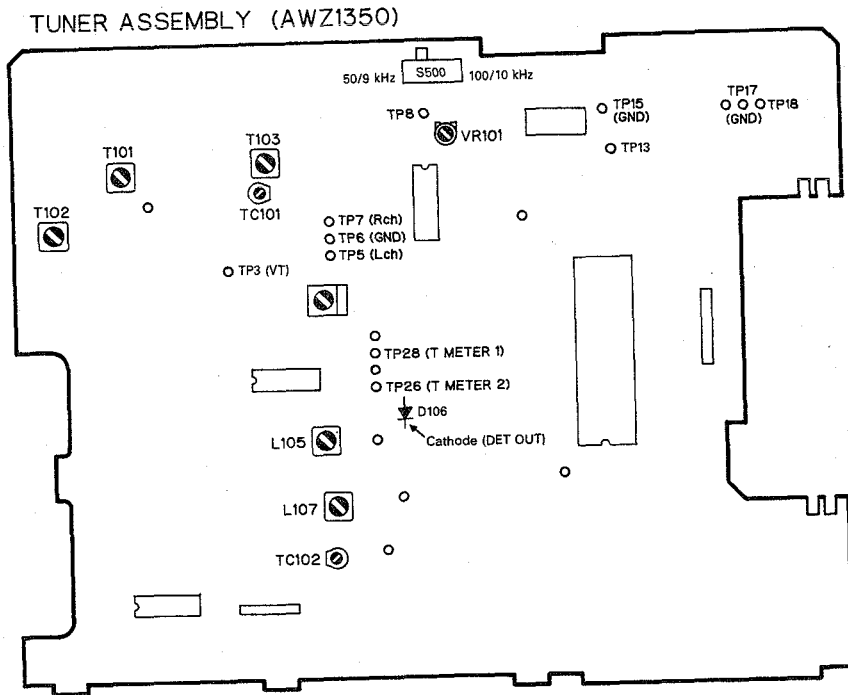 TUNER ASSEMBLY (AWZ1350)
50/9 kHz S500 100/10 kHz
TP8
VR101
TP15
(GND)
TP17
TP18
(GND)
TP13
T101
T103
TC101
T102
TP7 (Rch)
TP6 (GND)
TP5 (Lch)
TP3 (VT)
TP28 (T METER 1)
TP26 (T METER 2)
D106
Cathode (DET OUT)
L105
L107
TC102